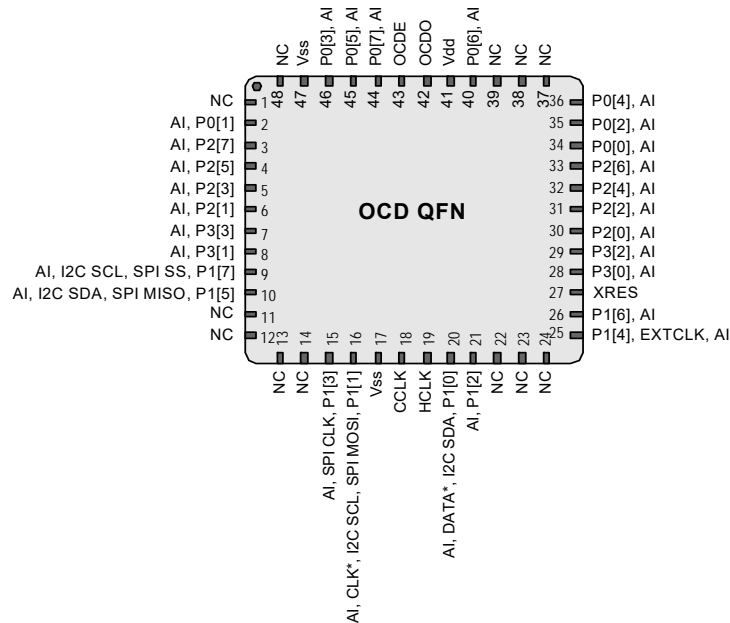 NC
Vss
P0[3], AI
P0[5], AI
P0[7], AI
OCDE
OCDO
Vdd
P0[6], AI
NC
NC
NC
48
47
46
45
44
43
42
41
40
39
38
37
NC 1
AI, P0[1] 2
AI, P2[7] 3
AI, P2[5] 4
AI, P2[3] 5
AI, P2[1] 6
AI, P3[3] 7
AI, P3[1] 8
AI, I2C SCL, SPI SS, P1[7] 9
AI, I2C SDA, SPI MISO, P1[5] 10
NC 11
NC 12
OCD QFN
36 P0[4], AI
35 P0[2], AI
34 P0[0], AI
33 P2[6], AI
32 P2[4], AI
31 P2[2], AI
30 P2[0], AI
29 P3[2], AI
28 P3[0], AI
27 XRES
26 P1[6], AI
25 P1[4], EXTCLK, AI
13
14
15
16
17
18
19
20
21
22
23
24
NC
NC
AI, SPI CLK, P1[3]
AI, CLK*, I2C SCL, SPI MOSI, P1[1]
Vss
CCLK
HCLK
AI, DATA*, I2C SDA, P1[0]
AI, P1[2]
NC
NC
NC